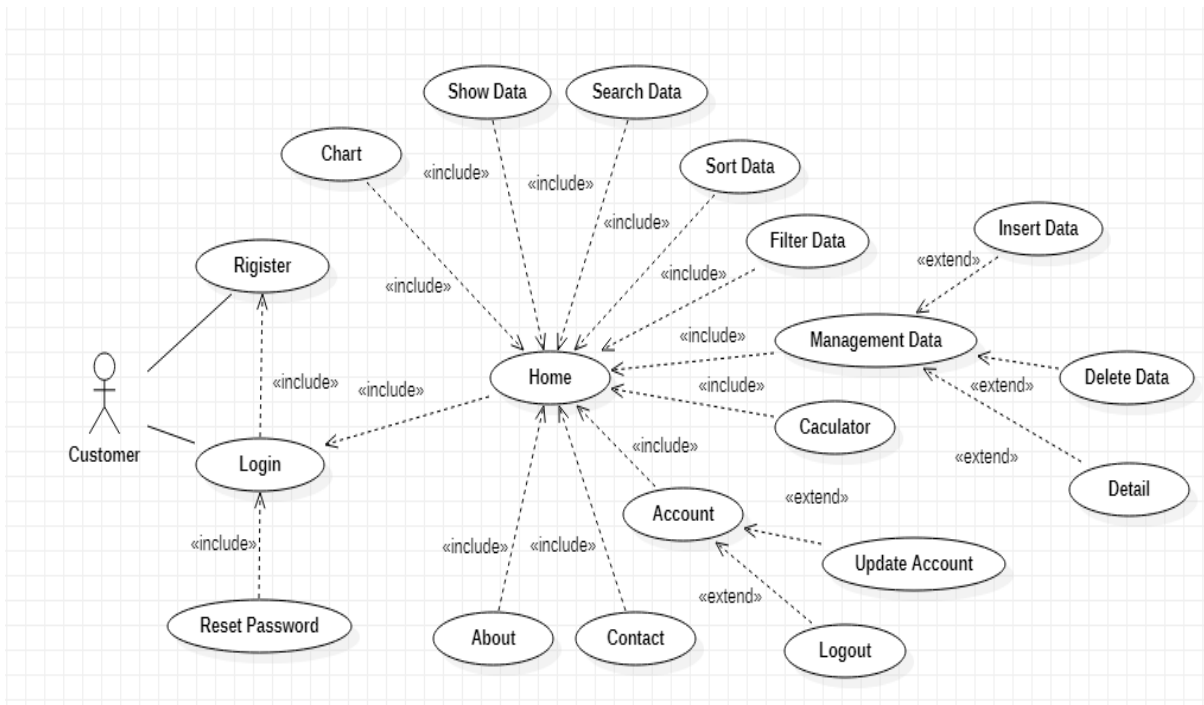 Show Data
Search Data
Chart
Sort Data
«include»
«include»
«include»
Insert Data
Filter Data
Rigister
«extend»
«include»
«include»
Management Data
«include»
Home
Delete Data
«include»
«include»
«include»
«extend»
Caculator
Customer
Login
«include»
«extend»
Detail
«extend»
Account
«include»
«include»
«include»
Update Account
«extend»
Reset Password
About
Contact
Logout